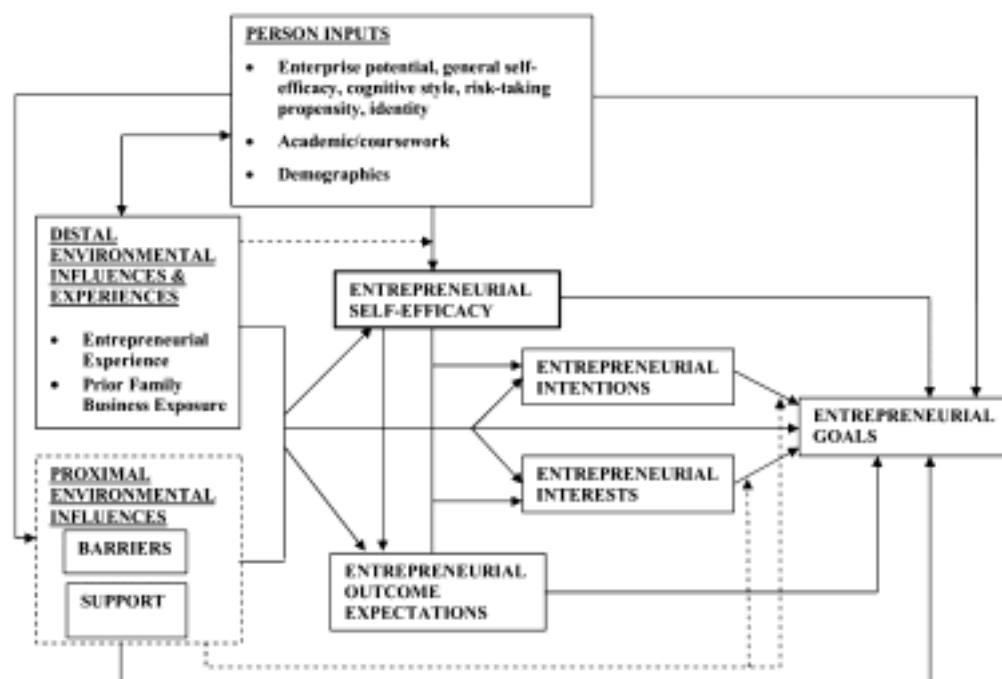 PERSON INPUTS
• Enterprise potential, general self-
efficacy, cognitive style, risk-taking
propensity, identity
• Academic/coursework
• Demographics
DISTAL
ENVIRONMENTAL
INFLUENCES &
EXPERIENCES
• Entrepreneurial
Experience
• Prior Family
Business Exposure
ENTREPRENEURIAL
SELF-EFFICACY
ENTREPRENEURIAL
INTENTIONS
ENTREPRENEURIAL
GOALS
ENTREPRENEURIAL
INTERESTS
PROXIMAL
ENVIRONMENTAL
INFLUENCES
BARRIERS
SUPPORT
ENTREPRENEURIAL
OUTCOME
EXPECTATIONS